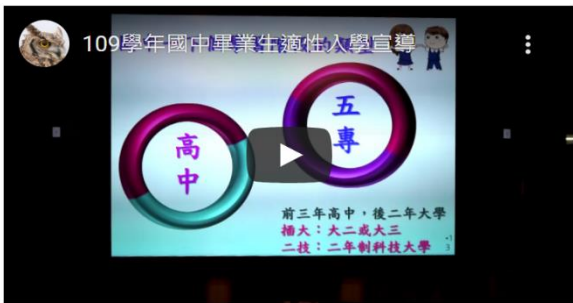 109學年國中畢業生適性入學宣導
高
中
五
專
前三年高中，後二年大學
插大：大二或大三
二技：二年制科技大學